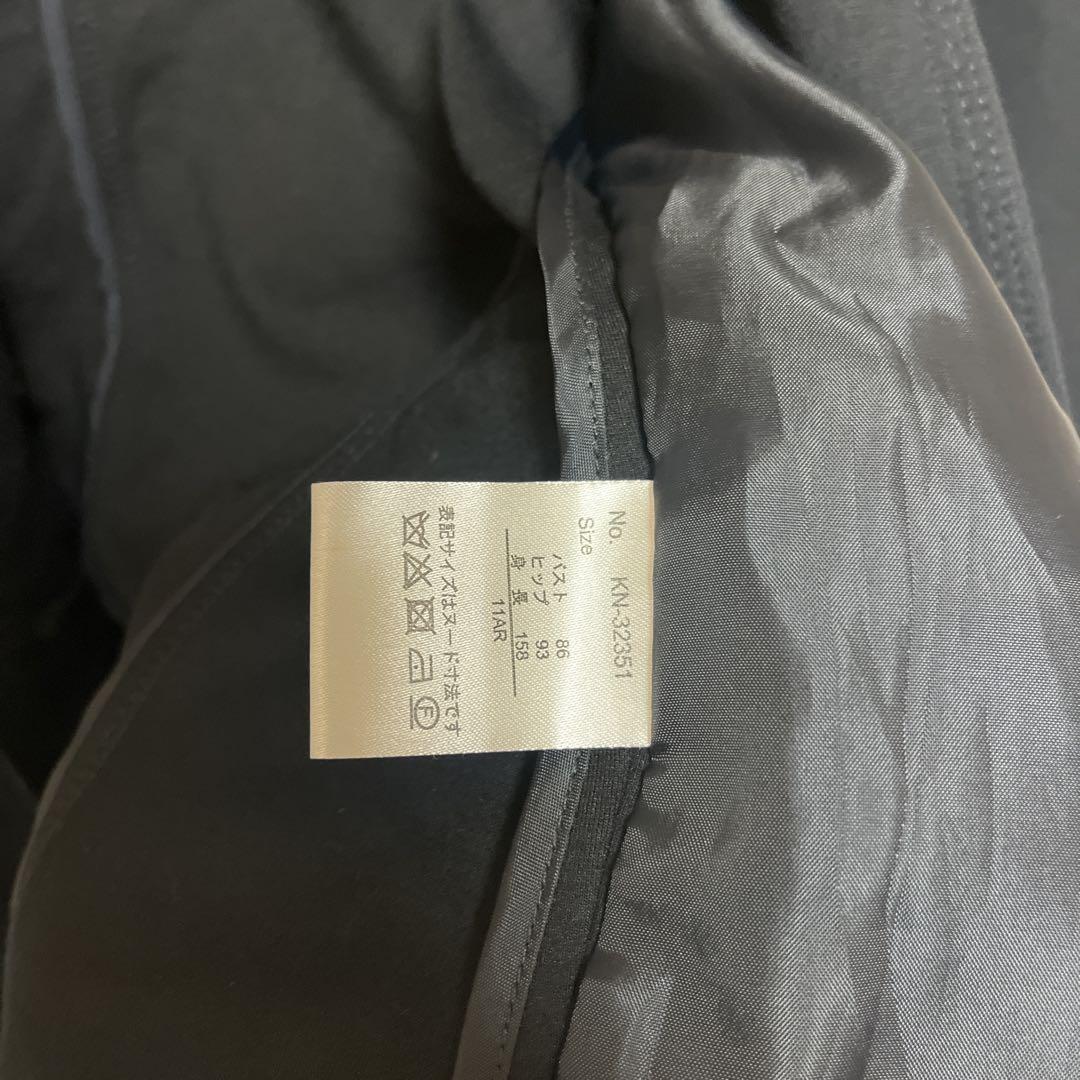 No. KN-32351
Size
バスト 86
ヒップ 93
身 長 158
11AR
F
表記サイズはヌード寸法です